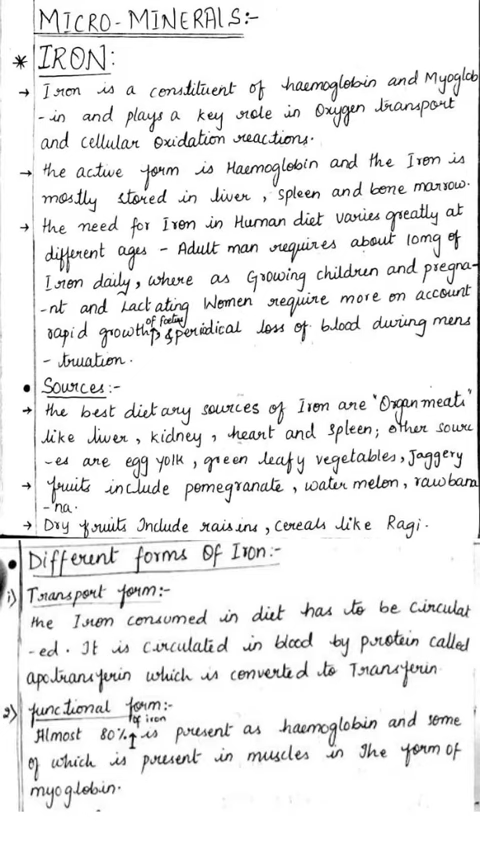 MICRO-MINERALS:-
* IRON:
→ Iron is a constituent of haemoglobin and Myoglob
-in and plays a key role in Oxygen transport
and cellular Oxidation reactions.
→ the active form is Haemoglobin and the Iron is
mostly stored in liver, spleen and bone marrow.
→ the need for Iron in Human diet varies greatly at
different ages - Adult man requires about 10mg of
Iron daily, where as Growing children and pregna-
-nt and Lactating Women require more on account
rapid growth of foetus & periodical loss of blood during mens
-truation.
• Sources:-
→ the best dietary sources of Iron are "Organ meats"
like liver, kidney, heart and spleen; other sourc
-es are egg yolk, green leafy vegetables, Jaggery
→ fruits include pomegranate, water melon, raw bana
-na.
→ Dry fruits Include raisins, cereals like Ragi.
• Different forms Of Iron:-
i) Transport form:-
the Iron consumed in diet has to be circulat
-ed. It is circulated in blood by protein called
apotransferin which is converted to Transferin
2) functional form:-
Almost 80% of iron is present as haemoglobin and some
of which is present in muscles in the form of
myoglobin.